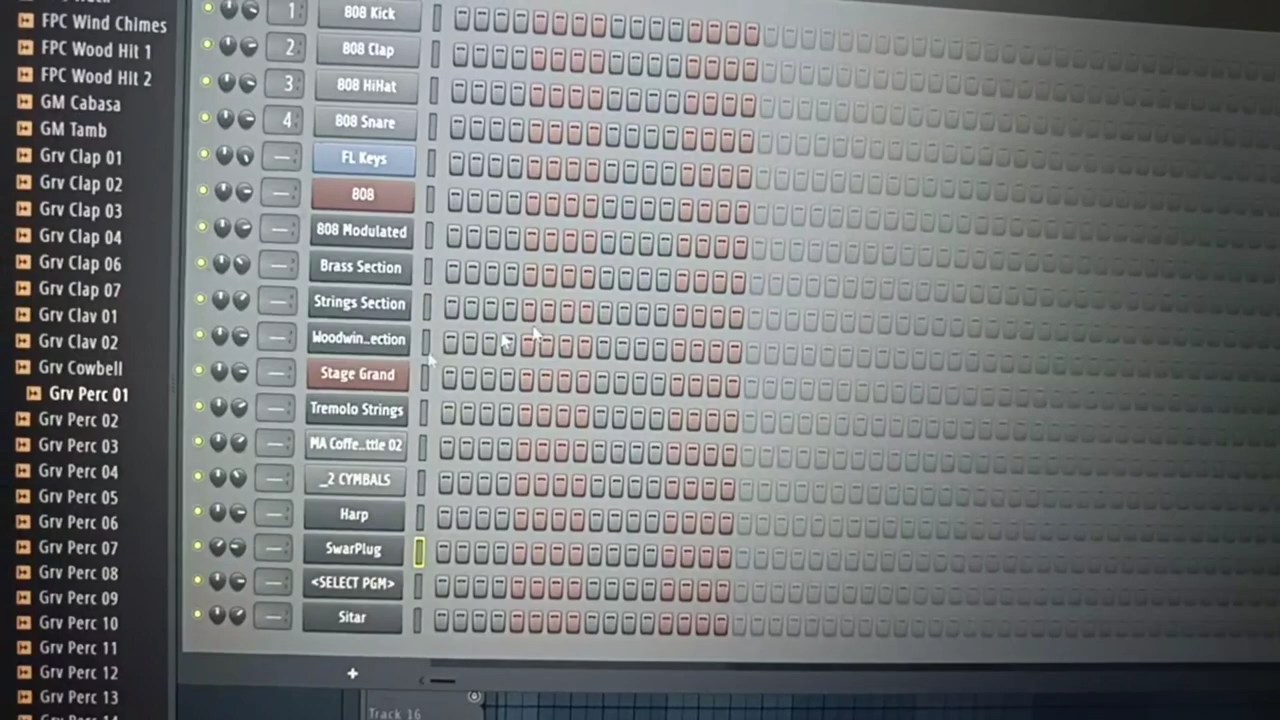 FPC Wind Chimes
FPC Wood Hit 1
FPC Wood Hit 2
GM Cabasa
GM Tamb
Grv Clap 01
Grv Clap 02
Grv Clap 03
Grv Clap 04
Grv Clap 06
Grv Clap 07
Grv Clav 01
Grv Clav 02
Grv Cowbell
Grv Perc 01
Grv Perc 02
Grv Perc 03
Grv Perc 04
Grv Perc 05
Grv Perc 06
Grv Perc 07
Grv Perc 08
Grv Perc 09
Grv Perc 10
Grv Perc 11
Grv Perc 12
Grv Perc 13
1 808 Kick
2 808 Clap
3 808 HiHat
4 808 Snare
FL Keys
808
808 Modulated
Brass Section
Strings Section
Woodwin..ection
Stage Grand
Tremolo Strings
MA Coffe..ttle 02
_2 CYMBALS
Harp
SwarPlug
<SELECT PGM>
Sitar
+
Track 16